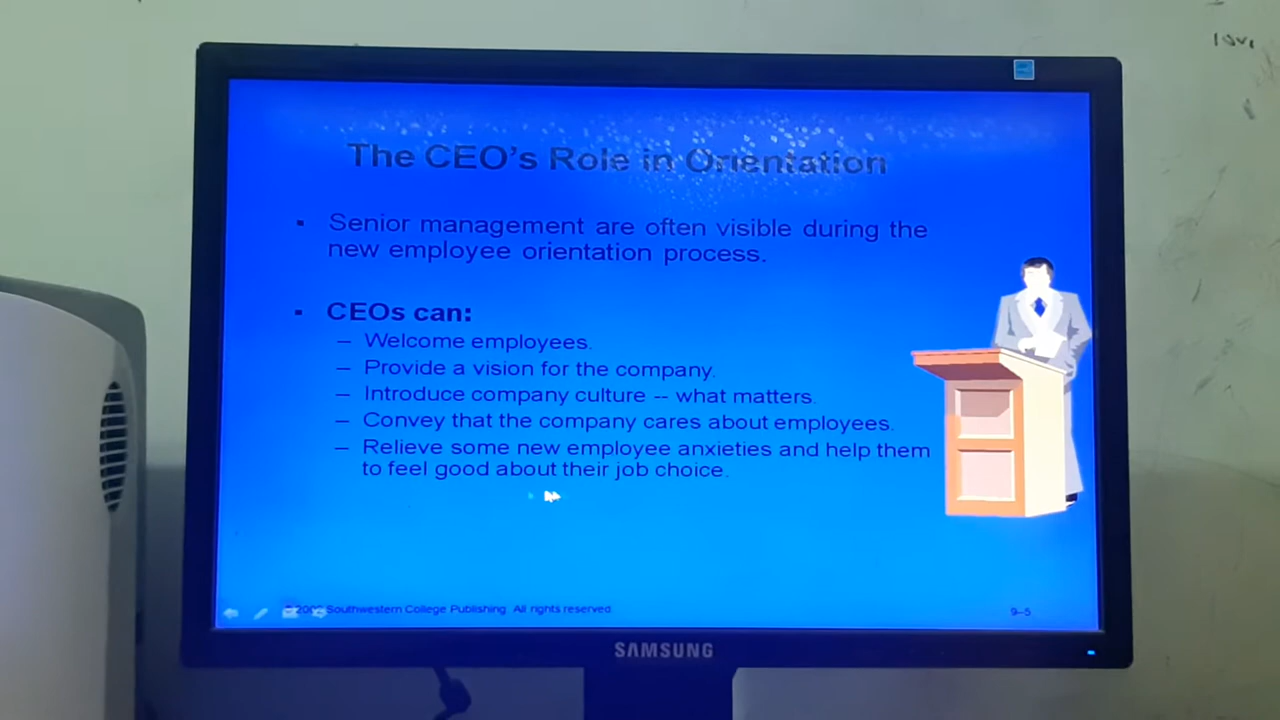 The CEO's Role in Orientation
▪ Senior management are often visible during the
new employee orientation process.
▪ CEOs can:
– Welcome employees.
– Provide a vision for the company.
– Introduce company culture -- what matters.
– Convey that the company cares about employees.
– Relieve some new employee anxieties and help them
to feel good about their job choice.
Southwestern College Publishing. All rights reserved.
9–5
SAMSUNG